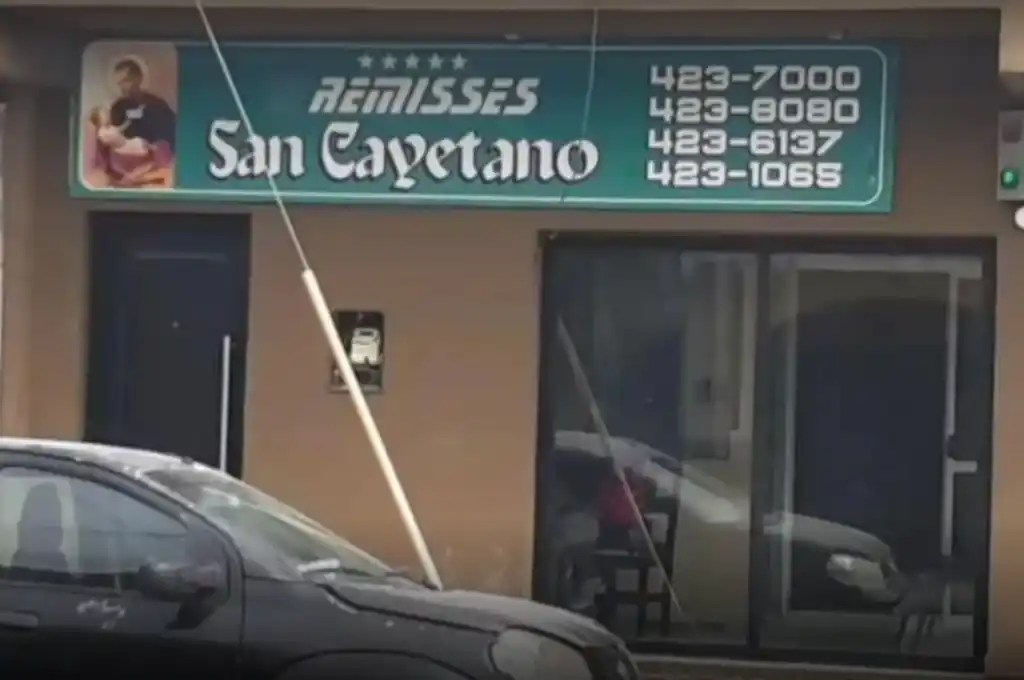 REMISSES
San Cayetano
423-7000
423-8080
423-6137
423-1065